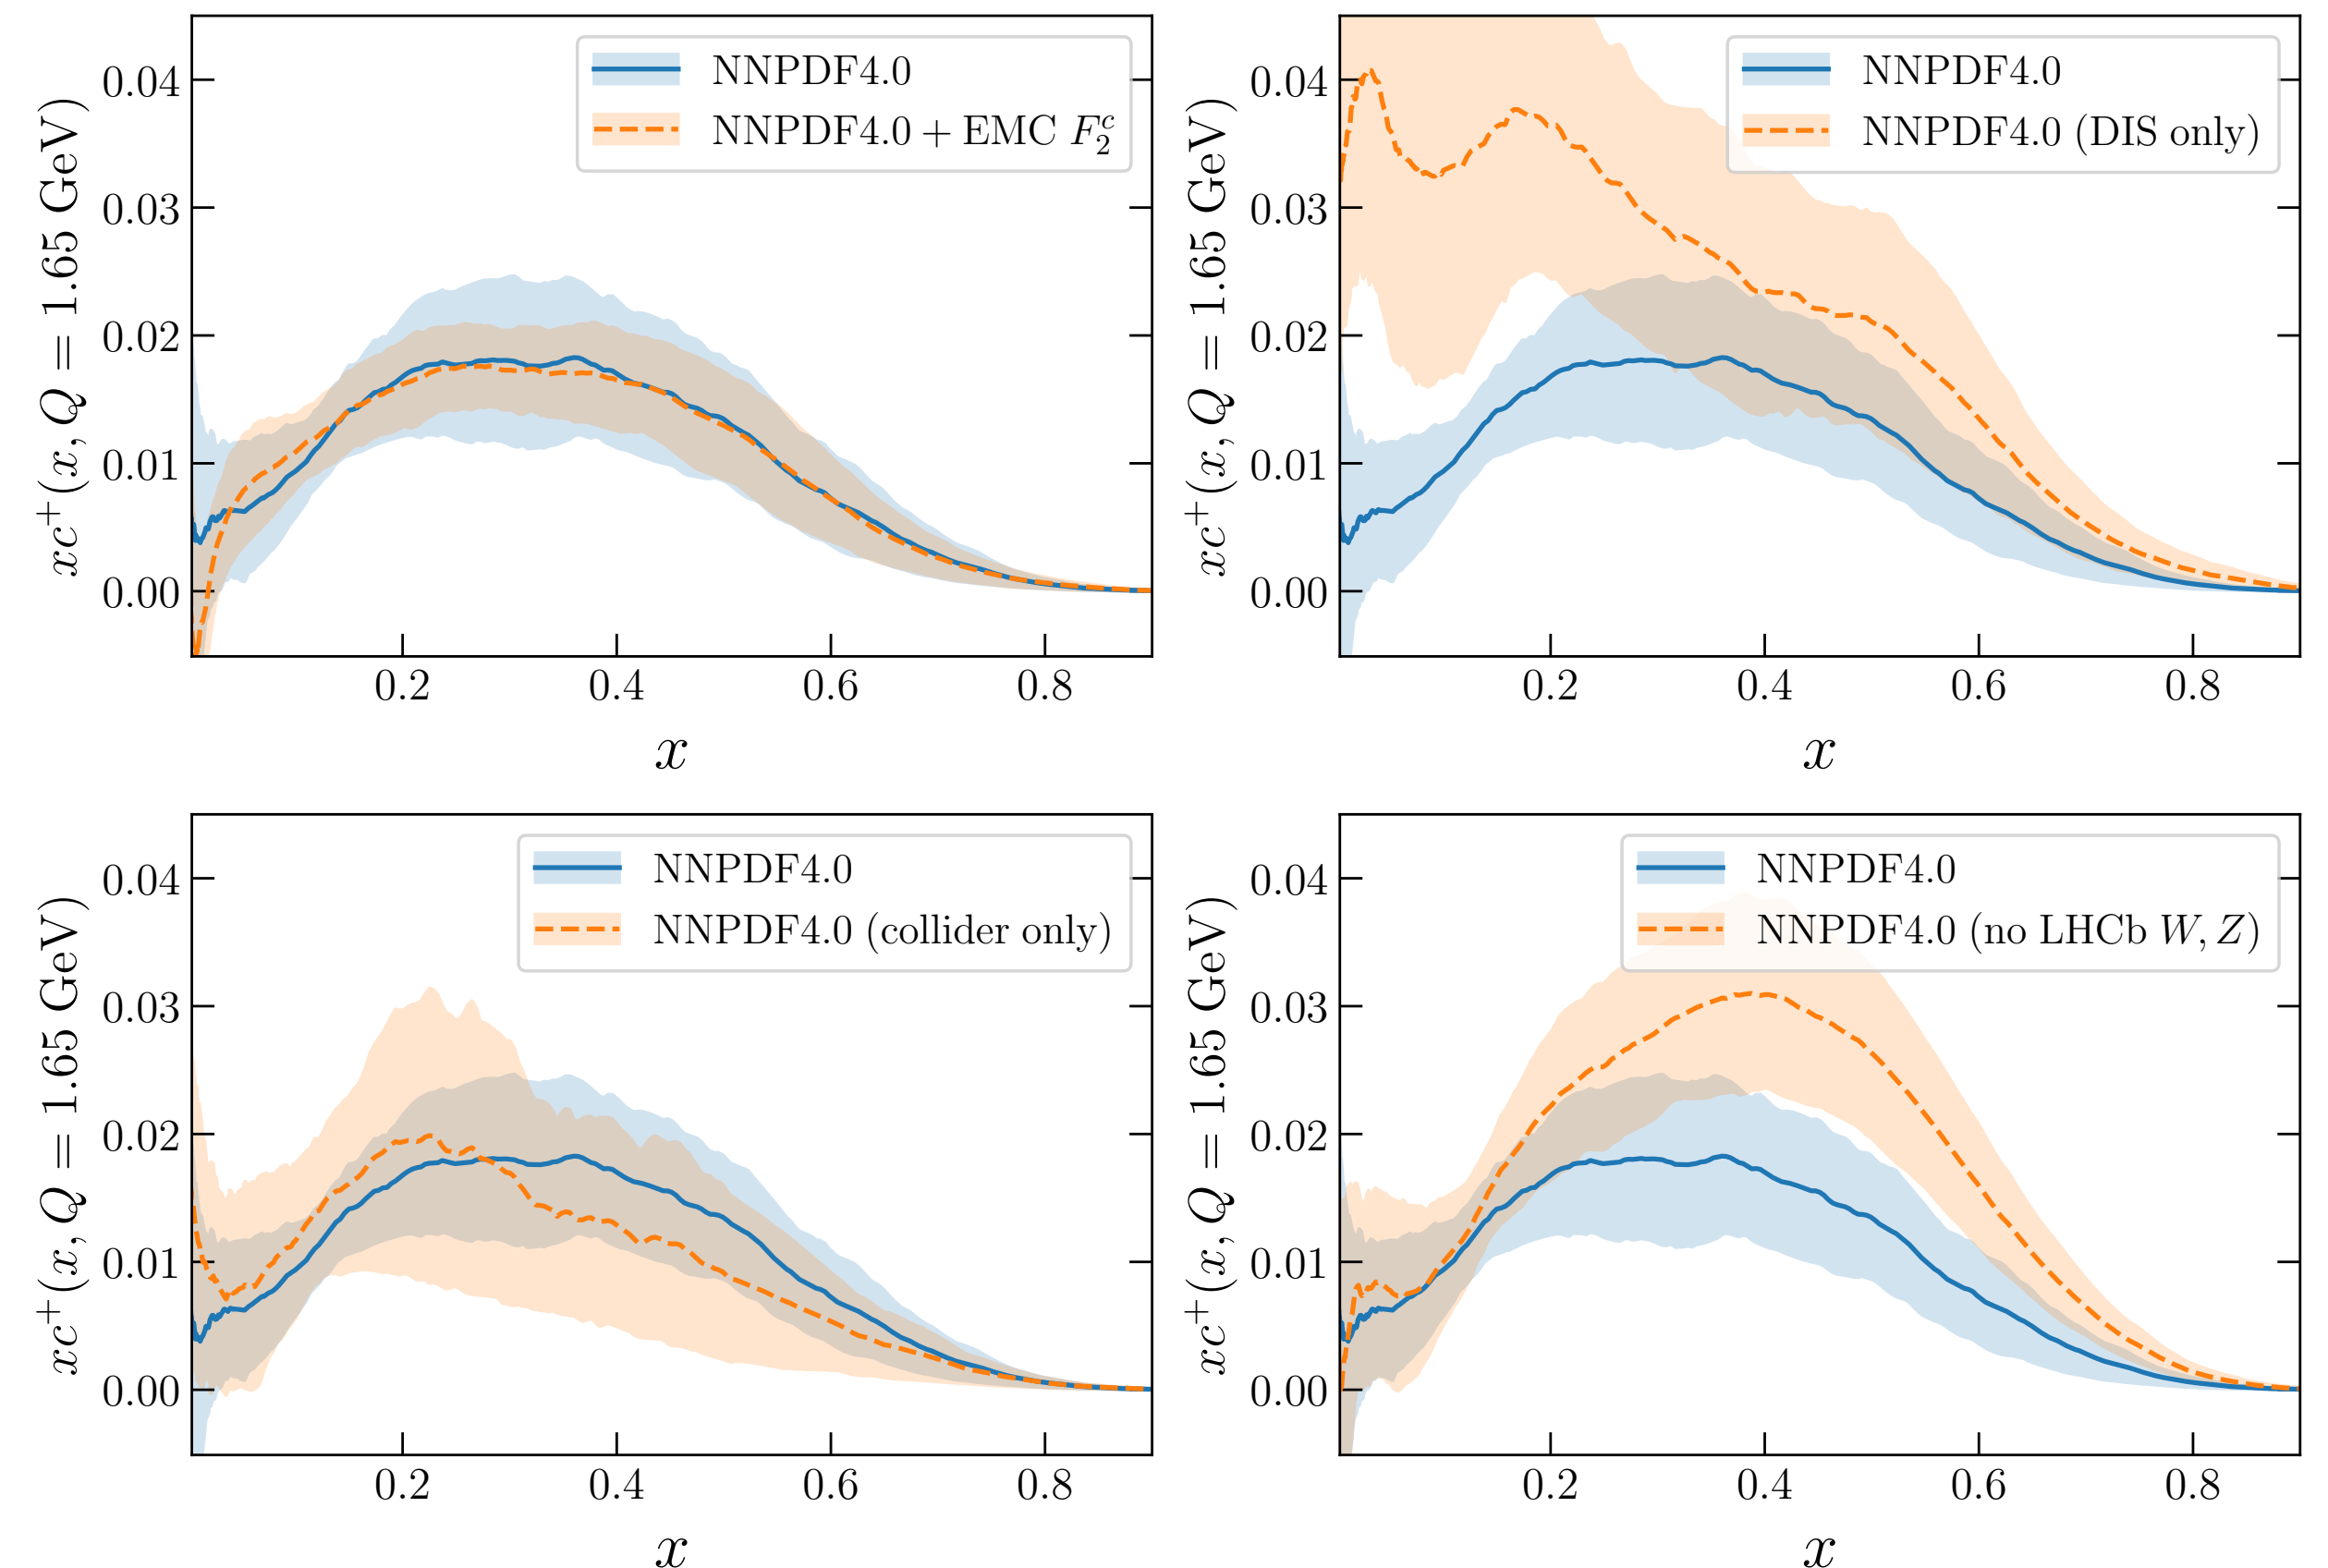 NNPDF4.0
NNPDF4.0 + EMC $F_2^c$
$xc^+(x, Q = 1.65\ \mathrm{GeV})$
0.04
0.03
0.02
0.01
0.00
0.2 0.4 0.6 0.8
$x$
NNPDF4.0
NNPDF4.0 (DIS only)
$xc^+(x, Q = 1.65\ \mathrm{GeV})$
0.04
0.03
0.02
0.01
0.00
0.2 0.4 0.6 0.8
$x$
NNPDF4.0
NNPDF4.0 (collider only)
$xc^+(x, Q = 1.65\ \mathrm{GeV})$
0.04
0.03
0.02
0.01
0.00
0.2 0.4 0.6 0.8
$x$
NNPDF4.0
NNPDF4.0 (no LHCb $W, Z$)
$xc^+(x, Q = 1.65\ \mathrm{GeV})$
0.04
0.03
0.02
0.01
0.00
0.2 0.4 0.6 0.8
$x$